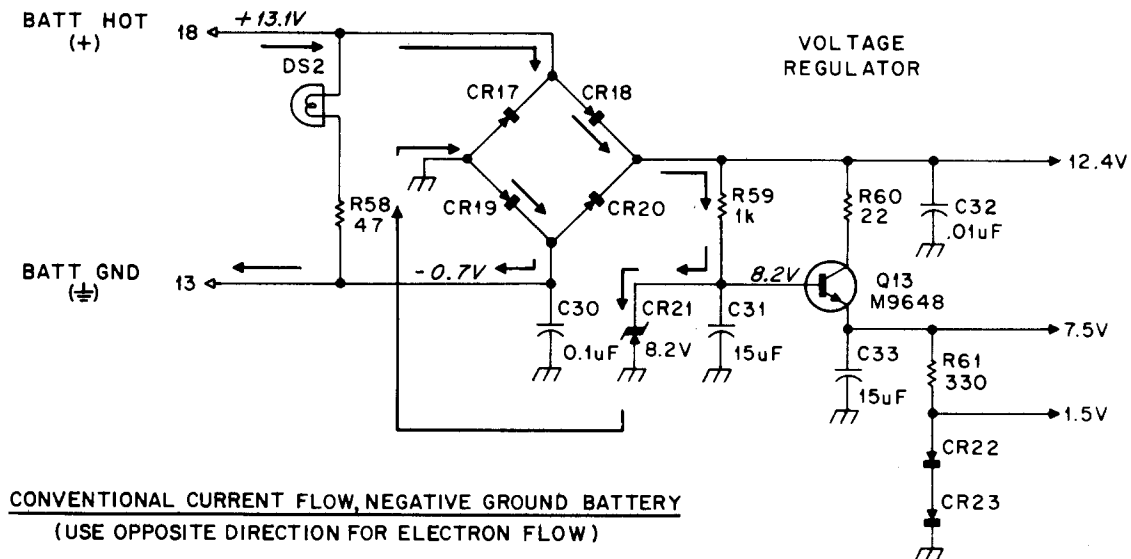 BATT HOT
(+)
18
+13.1V
DS2
CR17
CR18
VOLTAGE
REGULATOR
12.4V
R58
47
CR19
CR20
R59
1k
R60
22
C32
.01uF
BATT GND
(⏚)
13
-0.7V
8.2V
Q13
M9648
C30
0.1uF
CR21
8.2V
C31
15uF
7.5V
C33
15uF
R61
330
1.5V
CR22
CR23
CONVENTIONAL CURRENT FLOW, NEGATIVE GROUND BATTERY
(USE OPPOSITE DIRECTION FOR ELECTRON FLOW)